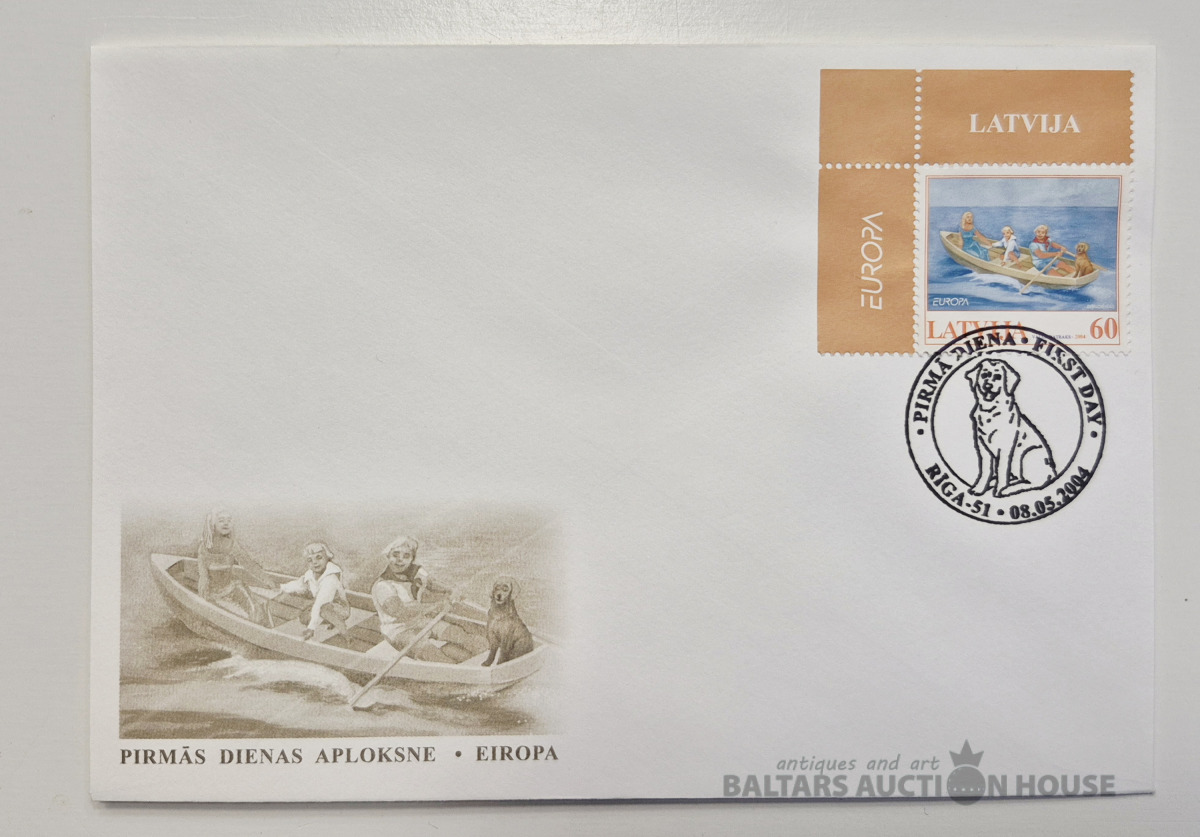 LATVIJA
EUROPA
EUROPA
LATVIJA 2004 60
PIRMĀ DIENA • FIRST DAY
RĪGA-51 • 08.05.2004
PIRMĀS DIENAS APLOKSNE • EIROPA
antiques and art
BALTARS AUCTION HOUSE